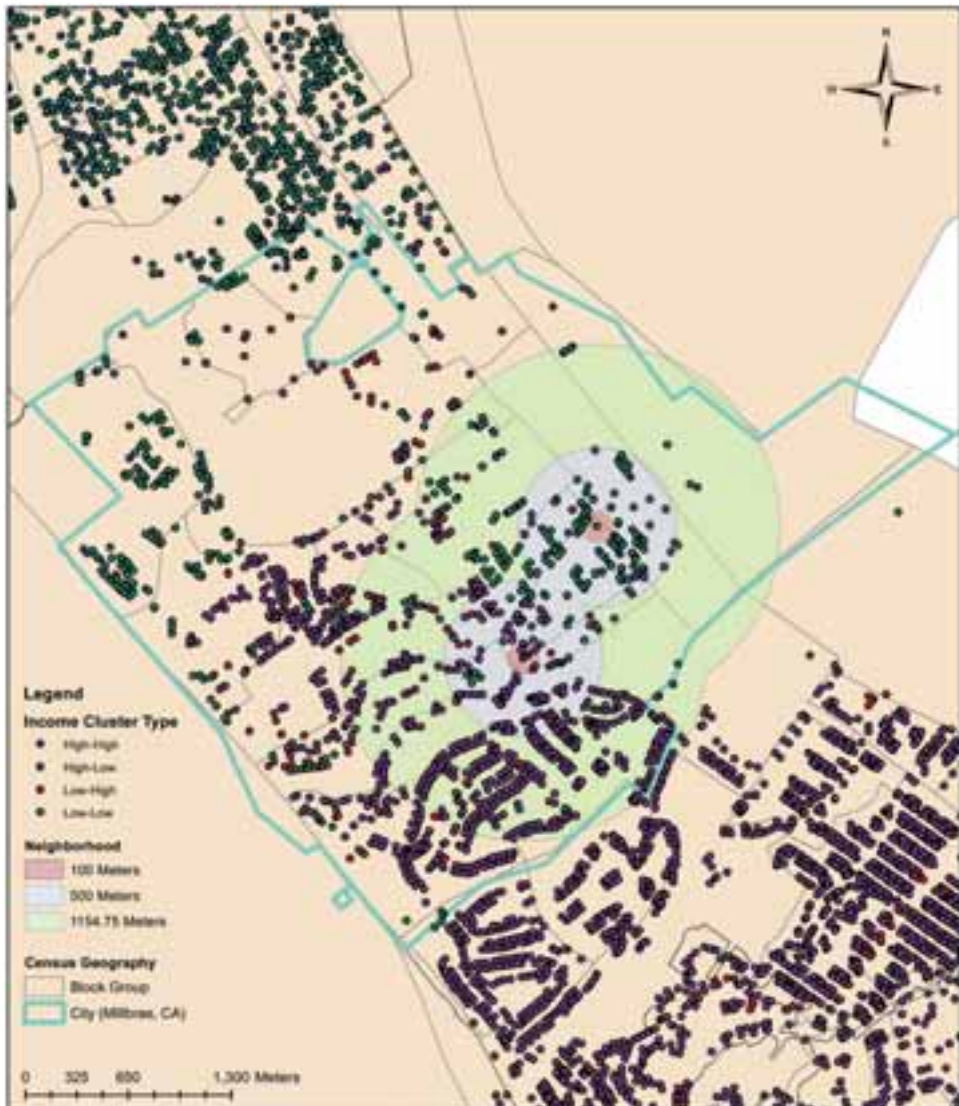 N
W E
S
Legend
Income Cluster Type
High-High
High-Low
Low-High
Low-Low
Neighborhood
100 Meters
500 Meters
1154.75 Meters
Census Geography
Block Group
City (Millbrae, CA)
0 325 650 1,300 Meters